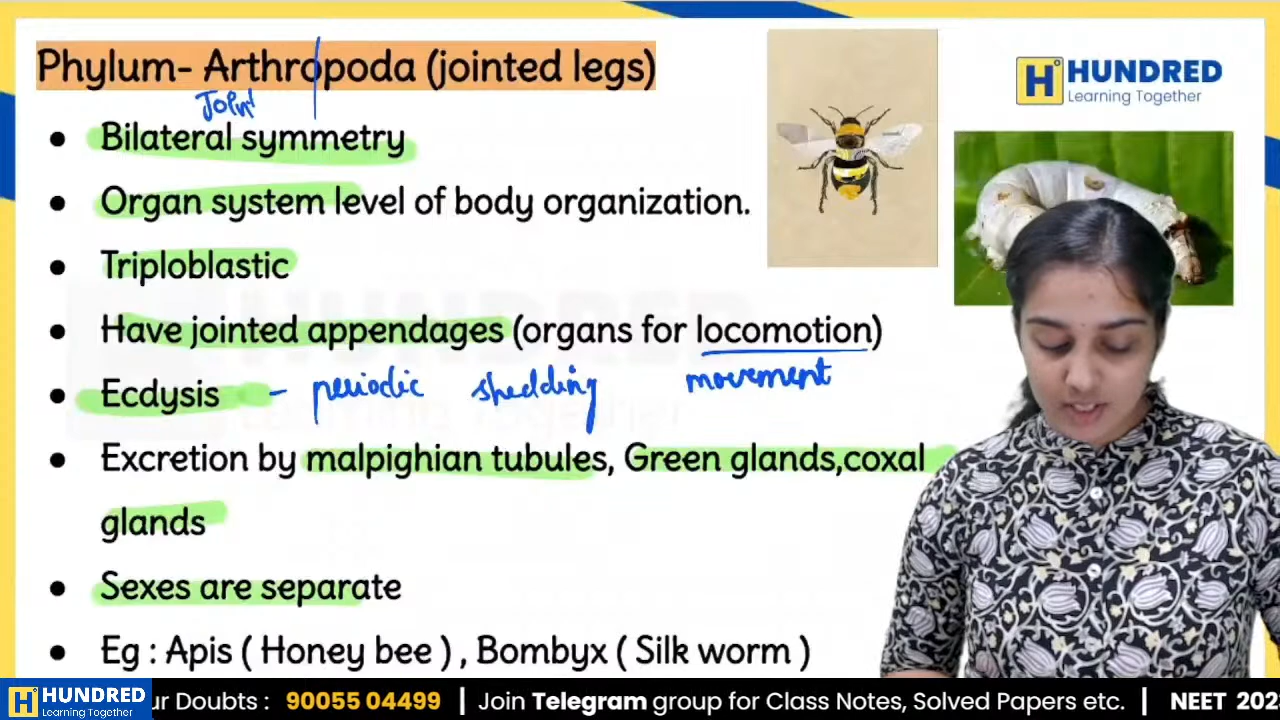 Phylum- Arthropoda (jointed legs)
HUNDRED
Learning Together
Joint
Bilateral symmetry
Organ system level of body organization.
Triploblastic
Have jointed appendages (organs for locomotion)
movement
Ecdysis - periodic shedding
Excretion by malpighian tubules, Green glands,coxal
glands
Sexes are separate
Eg : Apis ( Honey bee ) , Bombyx ( Silk worm )
HUNDRED
Learning Together
ur Doubts : 90055 04499 | Join Telegram group for Class Notes, Solved Papers etc. | NEET 202